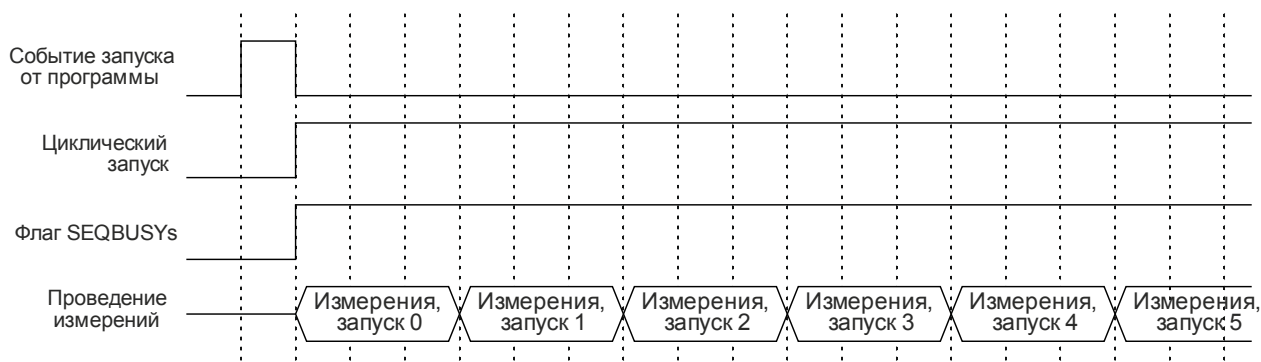 Событие запуска
от программы
Циклический
запуск
Флаг SEQBUSYs
Проведение
измерений
Измерения,
запуск 0
Измерения,
запуск 1
Измерения,
запуск 2
Измерения,
запуск 3
Измерения,
запуск 4
Измерения,
запуск 5